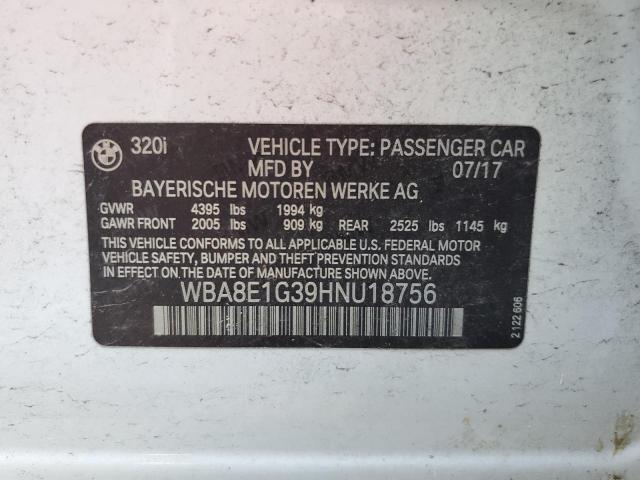 BMW
320i VEHICLE TYPE: PASSENGER CAR
MFD BY 07/17
BAYERISCHE MOTOREN WERKE AG
GVWR 4395 lbs 1994 kg
GAWR FRONT 2005 lbs 909 kg REAR 2525 lbs 1145 kg
THIS VEHICLE CONFORMS TO ALL APPLICABLE U.S. FEDERAL MOTOR
VEHICLE SAFETY, BUMPER AND THEFT PREVENTION STANDARDS
IN EFFECT ON THE DATE OF MANUFACTURE SHOWN ABOVE.
WBA8E1G39HNU18756
2 122 606